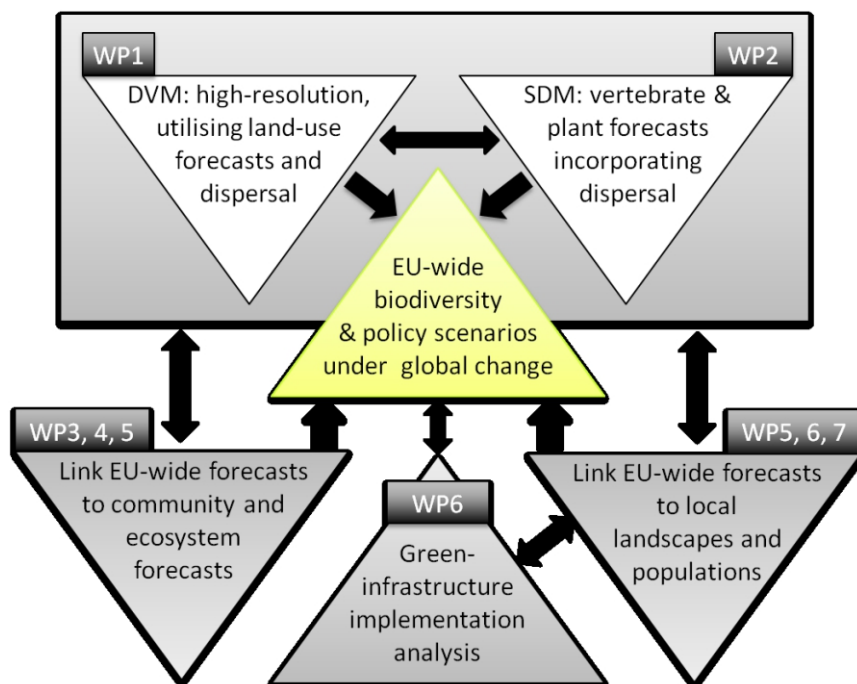 WP1
DVM: high-resolution,
utilising land-use
forecasts and
dispersal
WP2
SDM: vertebrate &
plant forecasts
incorporating
dispersal
EU-wide
biodiversity
& policy scenarios
under global change
WP3, 4, 5
Link EU-wide forecasts
to community and
ecosystem
forecasts
WP6
Green-
infrastructure
implementation
analysis
WP5, 6, 7
Link EU-wide forecasts
to local
landscapes and
populations